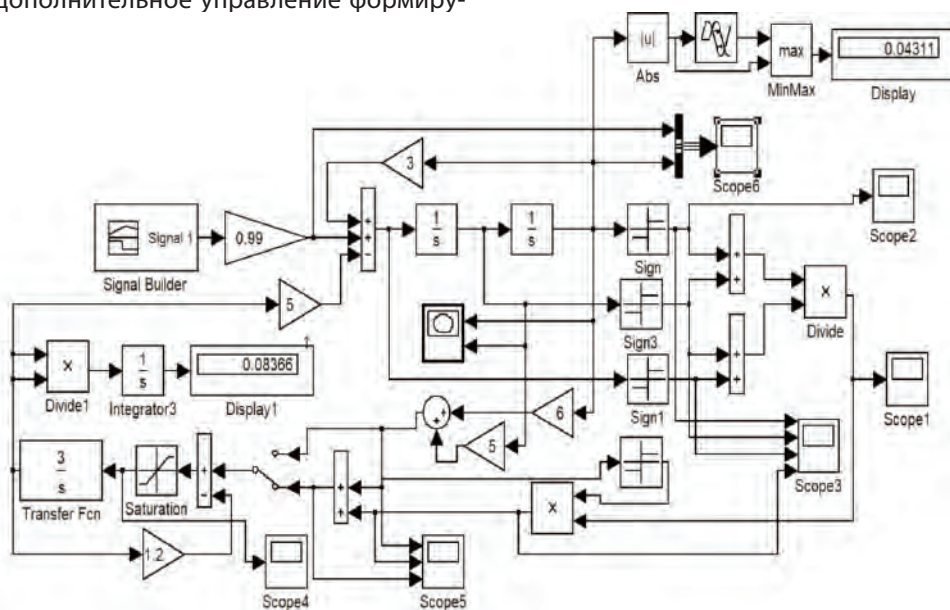 дополнительное управление формиру-
|u|
Abs
max
MinMax
0.04311
Display
3
Scope6
Signal 1
Signal Builder
0.99
+
+
-
1
s
1
s
Sign
Scope2
5
Sign3
+
+
×
Divide
×
Divide1
1
s
Integrator3
0.08366
Display1
Sign1
+
+
Scope1
+
+
6
5
3
s
Transfer Fcn
Saturation
+
-
+
+
×
Scope3
1.2
Scope4
Scope5